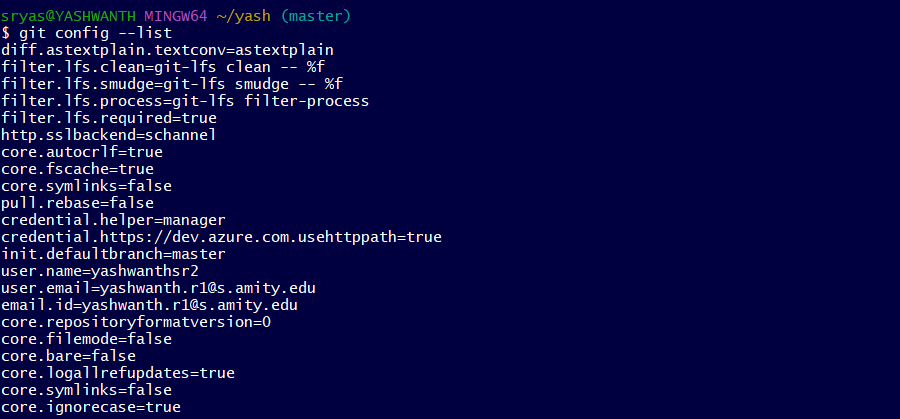 sryas@YASHWANTH MINGW64 ~/yash (master)
$ git config --list
diff.astextplain.textconv=astextplain
filter.lfs.clean=git-lfs clean -- %f
filter.lfs.smudge=git-lfs smudge -- %f
filter.lfs.process=git-lfs filter-process
filter.lfs.required=true
http.sslbackend=schannel
core.autocrlf=true
core.fscache=true
core.symlinks=false
pull.rebase=false
credential.helper=manager
credential.https://dev.azure.com.usehttppath=true
init.defaultbranch=master
user.name=yashwanthsr2
user.email=yashwanth.r1@s.amity.edu
email.id=yashwanth.r1@s.amity.edu
core.repositoryformatversion=0
core.filemode=false
core.bare=false
core.logallrefupdates=true
core.symlinks=false
core.ignorecase=true